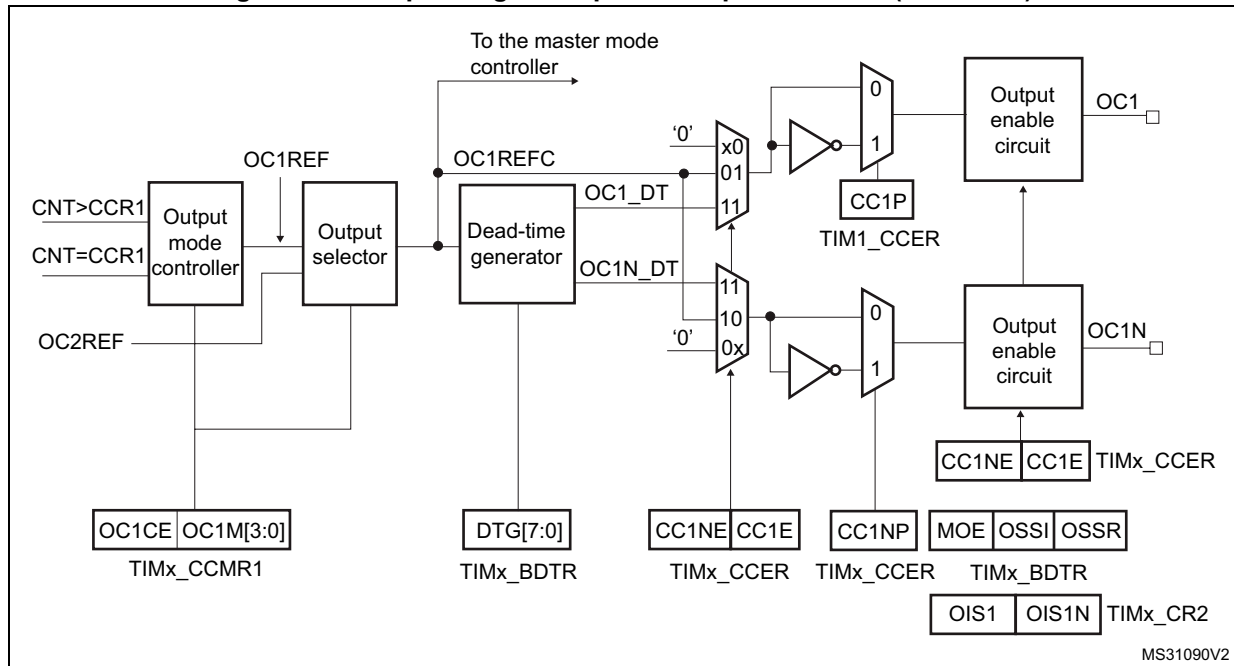 To the master mode
controller
OC1REF
OC1REFC
CNT>CCR1
CNT=CCR1
Output
mode
controller
Output
selector
OC2REF
Dead-time
generator
OC1_DT
OC1N_DT
'0'
x0
01
11
11
10
'0'
0x
0
1
CC1P
TIM1_CCER
0
1
Output
enable
circuit
OC1
Output
enable
circuit
OC1N
CC1NE CC1E TIMx_CCER
OC1CE OC1M[3:0]
TIMx_CCMR1
DTG[7:0]
TIMx_BDTR
CC1NE CC1E
TIMx_CCER
CC1NP
TIMx_CCER
MOE OSSI OSSR
TIMx_BDTR
OIS1 OIS1N TIMx_CR2
MS31090V2